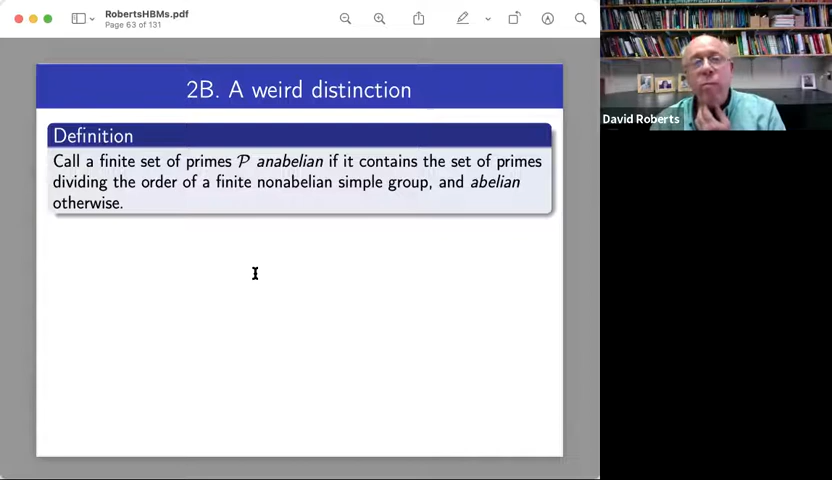 RobertsHBMs.pdf
Page 63 of 131
2B. A weird distinction
Definition
Call a finite set of primes 𝒫 anabelian if it contains the set of primes
dividing the order of a finite nonabelian simple group, and abelian
otherwise.
David Roberts